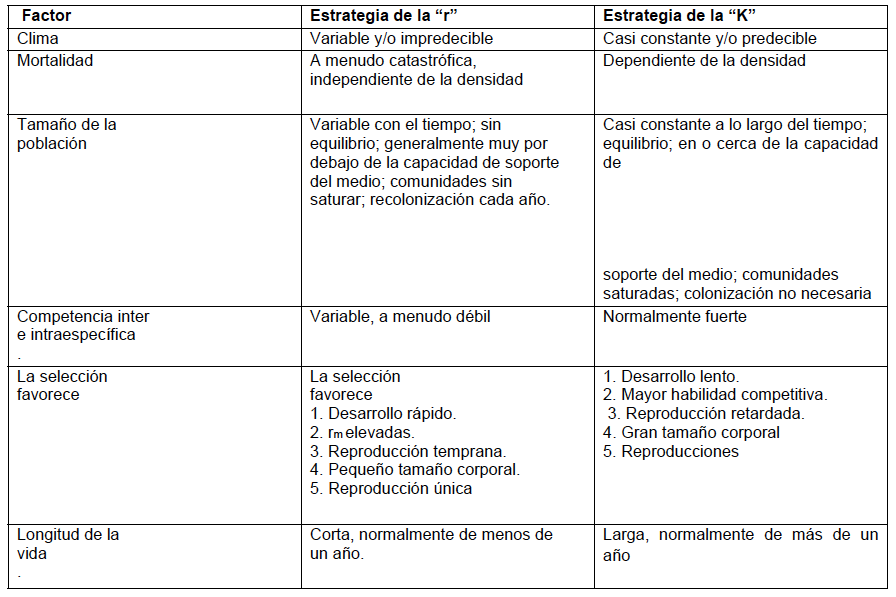 Factor
Estrategia de la “r”
Estrategia de la “K”
Clima
Variable y/o impredecible
Casi constante y/o predecible
Mortalidad
A menudo catastrófica,
independiente de la densidad
Dependiente de la densidad
Tamaño de la
población
Variable con el tiempo; sin
equilibrio; generalmente muy por
debajo de la capacidad de soporte
del medio; comunidades sin
saturar; recolonización cada año.
Casi constante a lo largo del tiempo;
equilibrio; en o cerca de la capacidad
de
soporte del medio; comunidades
saturadas; colonización no necesaria
Competencia inter
e intraespecífica
.
Variable, a menudo débil
Normalmente fuerte
La selección
favorece
La selección
favorece
1. Desarrollo rápido.
2. rm elevadas.
3. Reproducción temprana.
4. Pequeño tamaño corporal.
5. Reproducción única
1. Desarrollo lento.
2. Mayor habilidad competitiva.
3. Reproducción retardada.
4. Gran tamaño corporal
5. Reproducciones
Longitud de la
vida
.
Corta, normalmente de menos de
un año.
Larga, normalmente de más de un
año